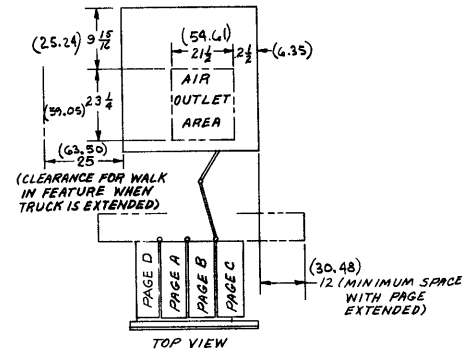 (25.24) 9 15/16
(54.61)
21 1/2
2 1/2 (6.35)
AIR
OUTLET
AREA
(59.05) 23 1/4
(63.50)
25
(CLEARANCE FOR WALK
IN FEATURE WHEN
TRUCK IS EXTENDED)
PAGE D
PAGE A
PAGE B
PAGE C
(30.48)
12 (MINIMUM SPACE
WITH PAGE
EXTENDED)
TOP VIEW